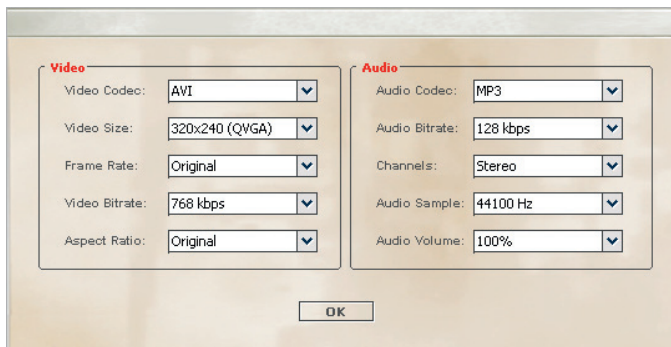 Video
Video Codec: AVI
Video Size: 320x240 (QVGA)
Frame Rate: Original
Video Bitrate: 768 kbps
Aspect Ratio: Original
Audio
Audio Codec: MP3
Audio Bitrate: 128 kbps
Channels: Stereo
Audio Sample: 44100 Hz
Audio Volume: 100%
OK